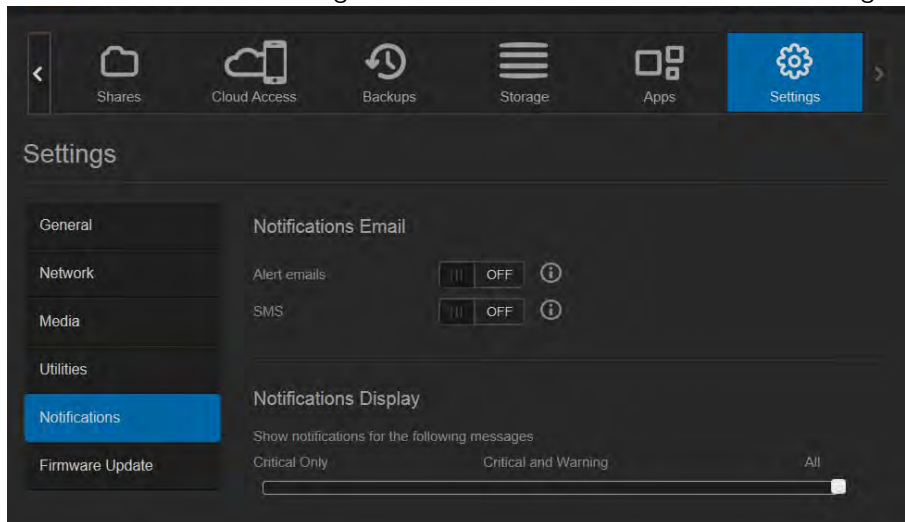 Shares Cloud Access Backups Storage Apps Settings
Settings
General
Network
Media
Utilities
Notifications
Firmware Update
Notifications Email
Alert emails OFF
SMS OFF
Notifications Display
Show notifications for the following messages
Critical Only Critical and Warning All